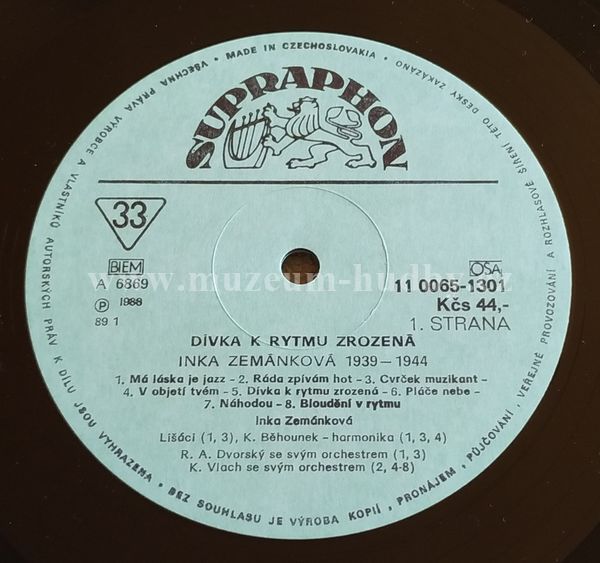 VŠECHNA PRÁVA VÝROBCE A VLASTNÍKŮ AUTORSKÝCH PRÁV K DÍLU JSOU VYHRAZENA • BEZ SOUHLASU JE VÝROBA KOPIÍ, PRONÁJEM, PŮJČOVÁNÍ, VEŘEJNÉ PROVOZOVÁNÍ A ROZHLASOVÉ ŠÍŘENÍ TÉTO DESKY ZAKÁZÁNO • MADE IN CZECHOSLOVAKIA •
SUPRAPHON
33
BIEM
OSA
A 6869
11 0065-1301
Ⓟ 1988
Kčs 44,-
89 1
1. STRANA
www.muzeum-hudby.cz
DÍVKA K RYTMU ZROZENÁ
INKA ZEMÁNKOVÁ 1939—1944
1. Má láska je jazz - 2. Ráda zpívám hot - 3. Cvrček muzikant -
4. V objetí tvém - 5. Dívka k rytmu zrozená - 6. Pláče nebe -
7. Náhodou - 8. Bloudění v rytmu
Inka Zemánková
Lišáci (1, 3), K. Běhounek - harmonika (1, 3, 4)
R. A. Dvorský se svým orchestrem (1, 3)
K. Vlach se svým orchestrem (2, 4-8)